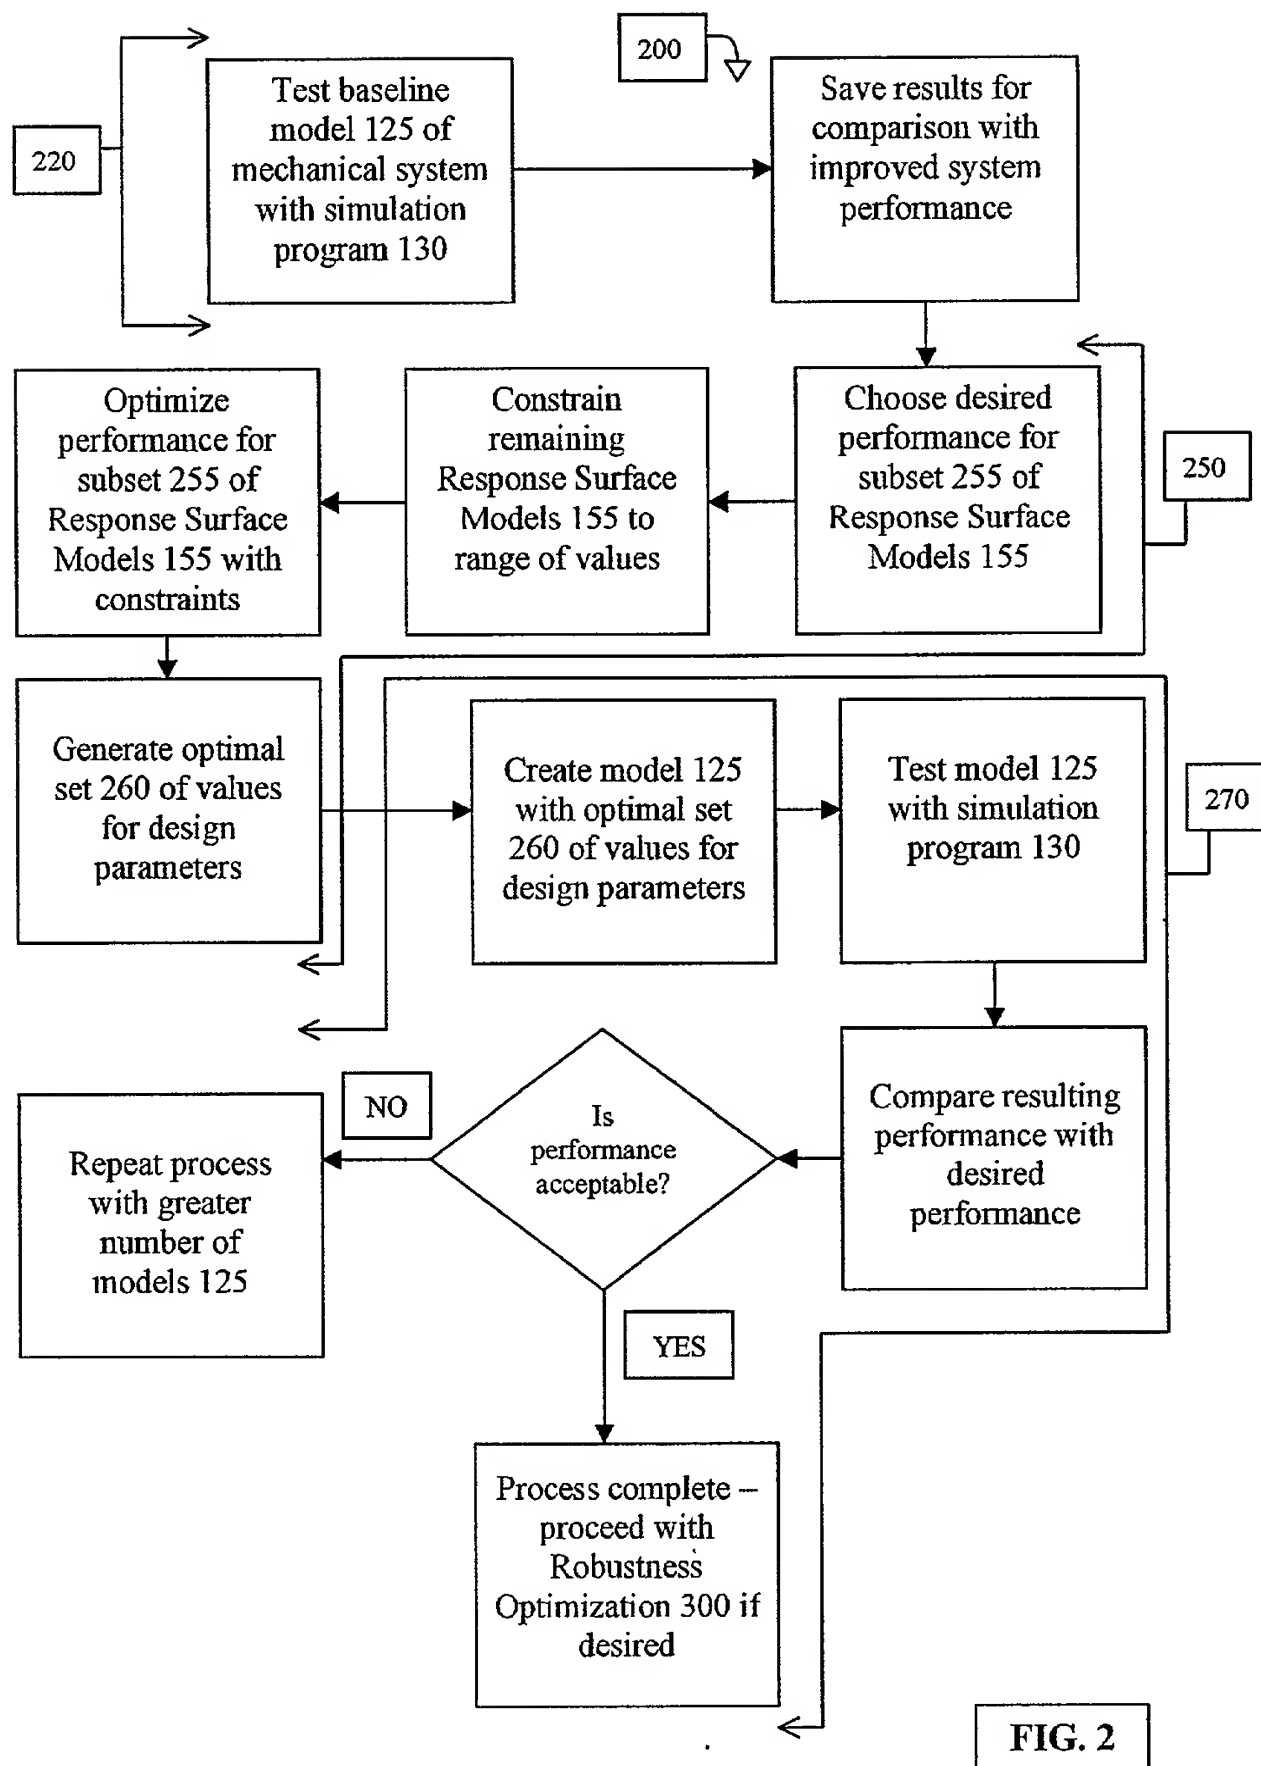 200
220
Test baseline
model 125 of
mechanical system
with simulation
program 130
Save results for
comparison with
improved system
performance
Optimize
performance for
subset 255 of
Response Surface
Models 155 with
constraints
Constrain
remaining
Response Surface
Models 155 to
range of values
Choose desired
performance for
subset 255 of
Response Surface
Models 155
250
Generate optimal
set 260 of values
for design
parameters
Create model 125
with optimal set
260 of values for
design parameters
Test model 125
with simulation
program 130
270
Compare resulting
performance with
desired
performance
Is
performance
acceptable?
NO
Repeat process
with greater
number of
models 125
YES
Process complete –
proceed with
Robustness
Optimization 300 if
desired
FIG. 2